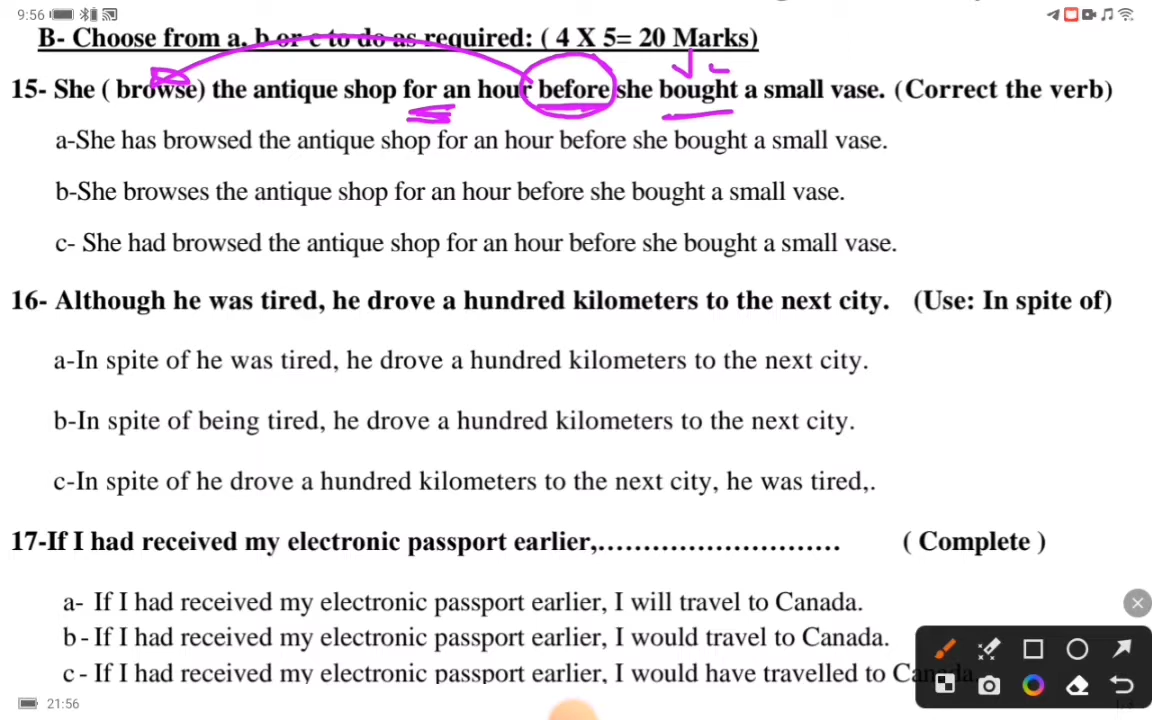 9:56
B- Choose from a, b or c to do as required: ( 4 X 5= 20 Marks)
15- She ( browse) the antique shop for an hour before she bought a small vase. (Correct the verb)
a-She has browsed the antique shop for an hour before she bought a small vase.
b-She browses the antique shop for an hour before she bought a small vase.
c- She had browsed the antique shop for an hour before she bought a small vase.
16- Although he was tired, he drove a hundred kilometers to the next city. (Use: In spite of)
a-In spite of he was tired, he drove a hundred kilometers to the next city.
b-In spite of being tired, he drove a hundred kilometers to the next city.
c-In spite of he drove a hundred kilometers to the next city, he was tired,.
17-If I had received my electronic passport earlier,........................... ( Complete )
a- If I had received my electronic passport earlier, I will travel to Canada.
b - If I had received my electronic passport earlier, I would travel to Canada.
c - If I had received my electronic passport earlier, I would have travelled to Canada.
21:56